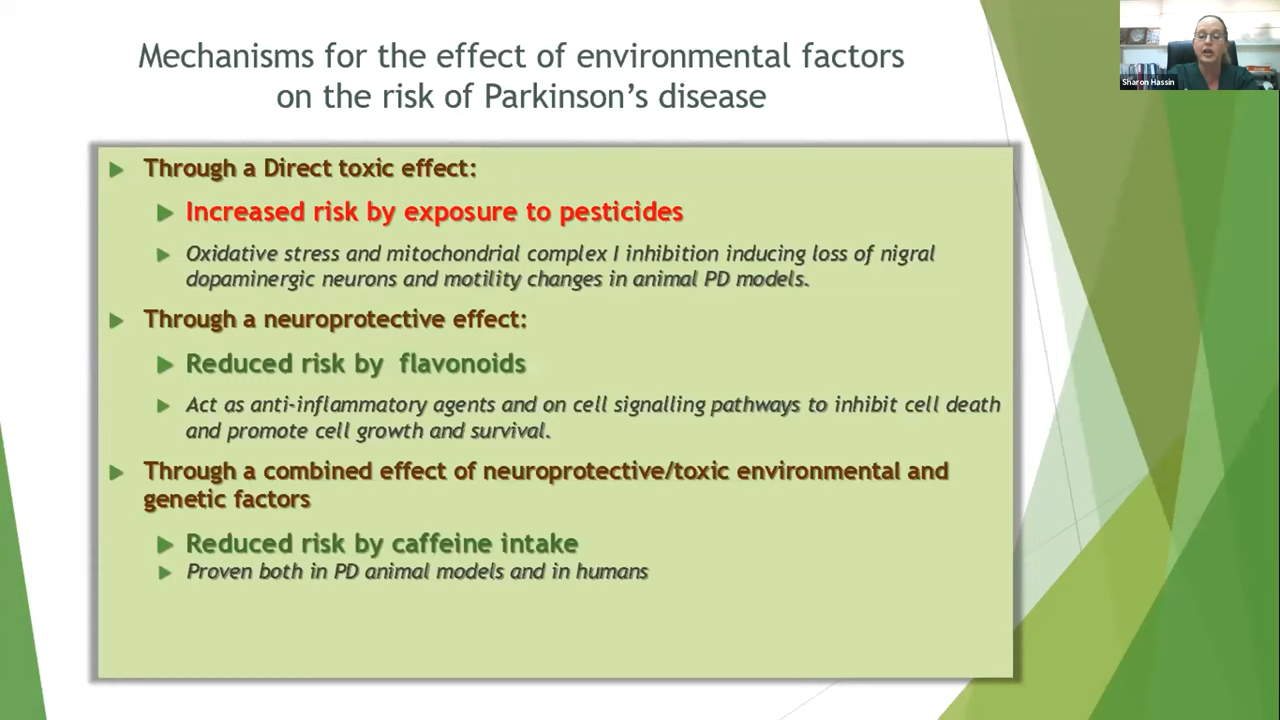 Mechanisms for the effect of environmental factors
on the risk of Parkinson's disease
Sharon Hassin
Through a Direct toxic effect:
Increased risk by exposure to pesticides
Oxidative stress and mitochondrial complex I inhibition inducing loss of nigral
dopaminergic neurons and motility changes in animal PD models.
Through a neuroprotective effect:
Reduced risk by flavonoids
Act as anti-inflammatory agents and on cell signalling pathways to inhibit cell death
and promote cell growth and survival.
Through a combined effect of neuroprotective/toxic environmental and
genetic factors
Reduced risk by caffeine intake
Proven both in PD animal models and in humans